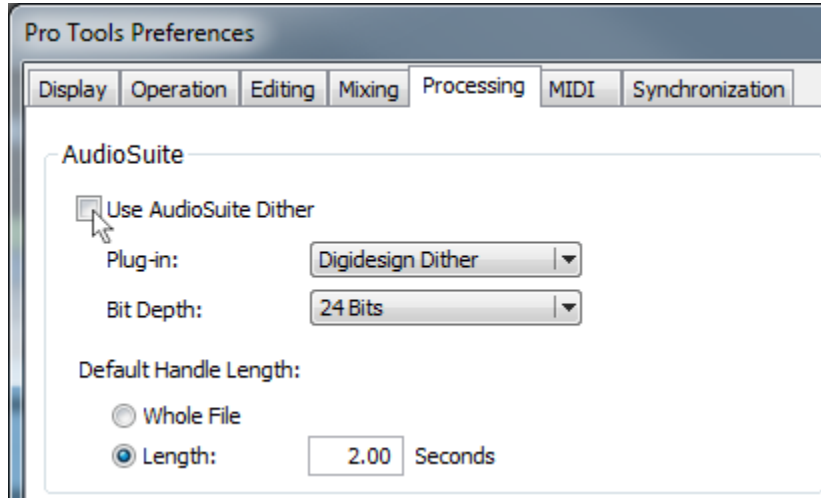 Pro Tools Preferences
Display Operation Editing Mixing Processing MIDI Synchronization
AudioSuite
Use AudioSuite Dither
Plug-in: Digidesign Dither
Bit Depth: 24 Bits
Default Handle Length:
Whole File
Length: 2.00 Seconds